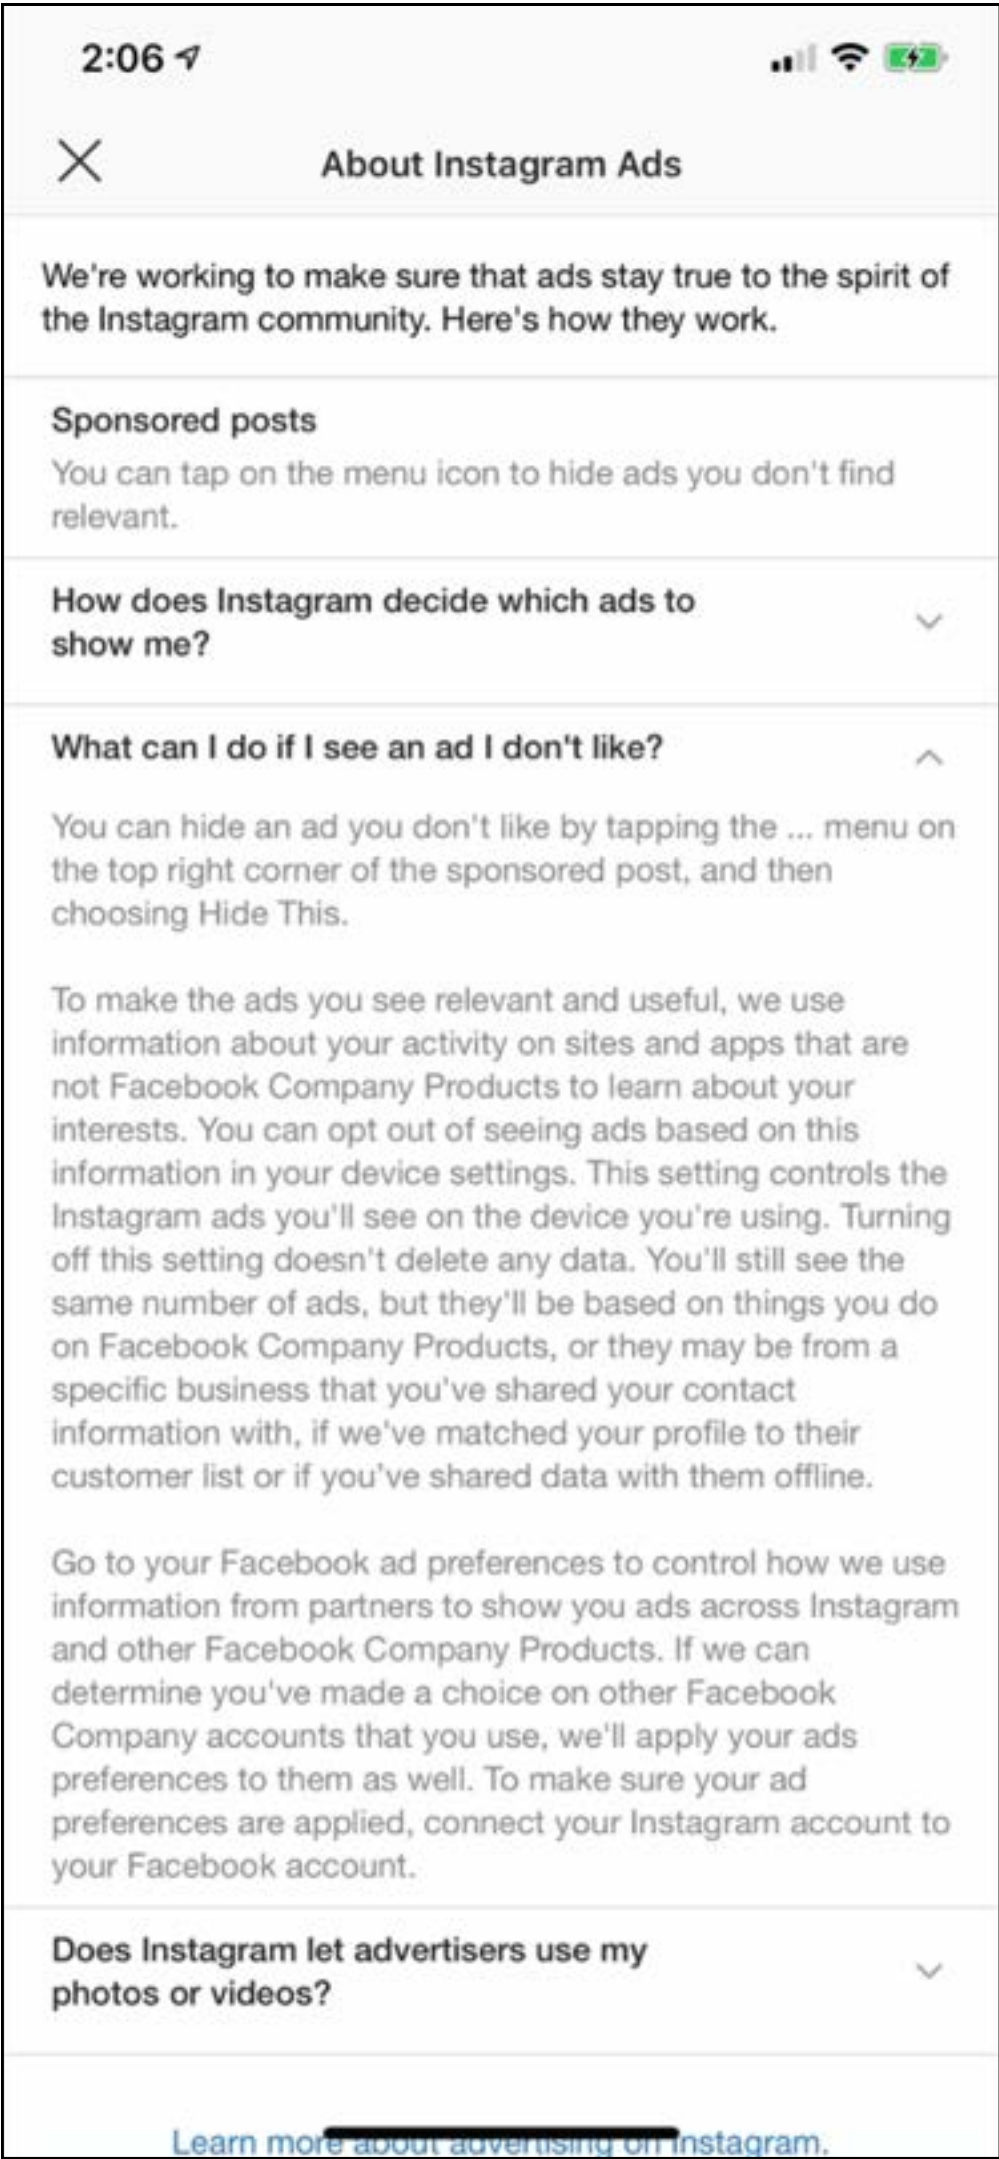 2:06
About Instagram Ads
We're working to make sure that ads stay true to the spirit of
the Instagram community. Here's how they work.
Sponsored posts
You can tap on the menu icon to hide ads you don't find
relevant.
How does Instagram decide which ads to
show me?
What can I do if I see an ad I don't like?
You can hide an ad you don't like by tapping the ... menu on
the top right corner of the sponsored post, and then
choosing Hide This.
To make the ads you see relevant and useful, we use
information about your activity on sites and apps that are
not Facebook Company Products to learn about your
interests. You can opt out of seeing ads based on this
information in your device settings. This setting controls the
Instagram ads you'll see on the device you're using. Turning
off this setting doesn't delete any data. You'll still see the
same number of ads, but they'll be based on things you do
on Facebook Company Products, or they may be from a
specific business that you've shared your contact
information with, if we've matched your profile to their
customer list or if you've shared data with them offline.
Go to your Facebook ad preferences to control how we use
information from partners to show you ads across Instagram
and other Facebook Company Products. If we can
determine you've made a choice on other Facebook
Company accounts that you use, we'll apply your ads
preferences to them as well. To make sure your ad
preferences are applied, connect your Instagram account to
your Facebook account.
Does Instagram let advertisers use my
photos or videos?
Learn more about advertising on Instagram.